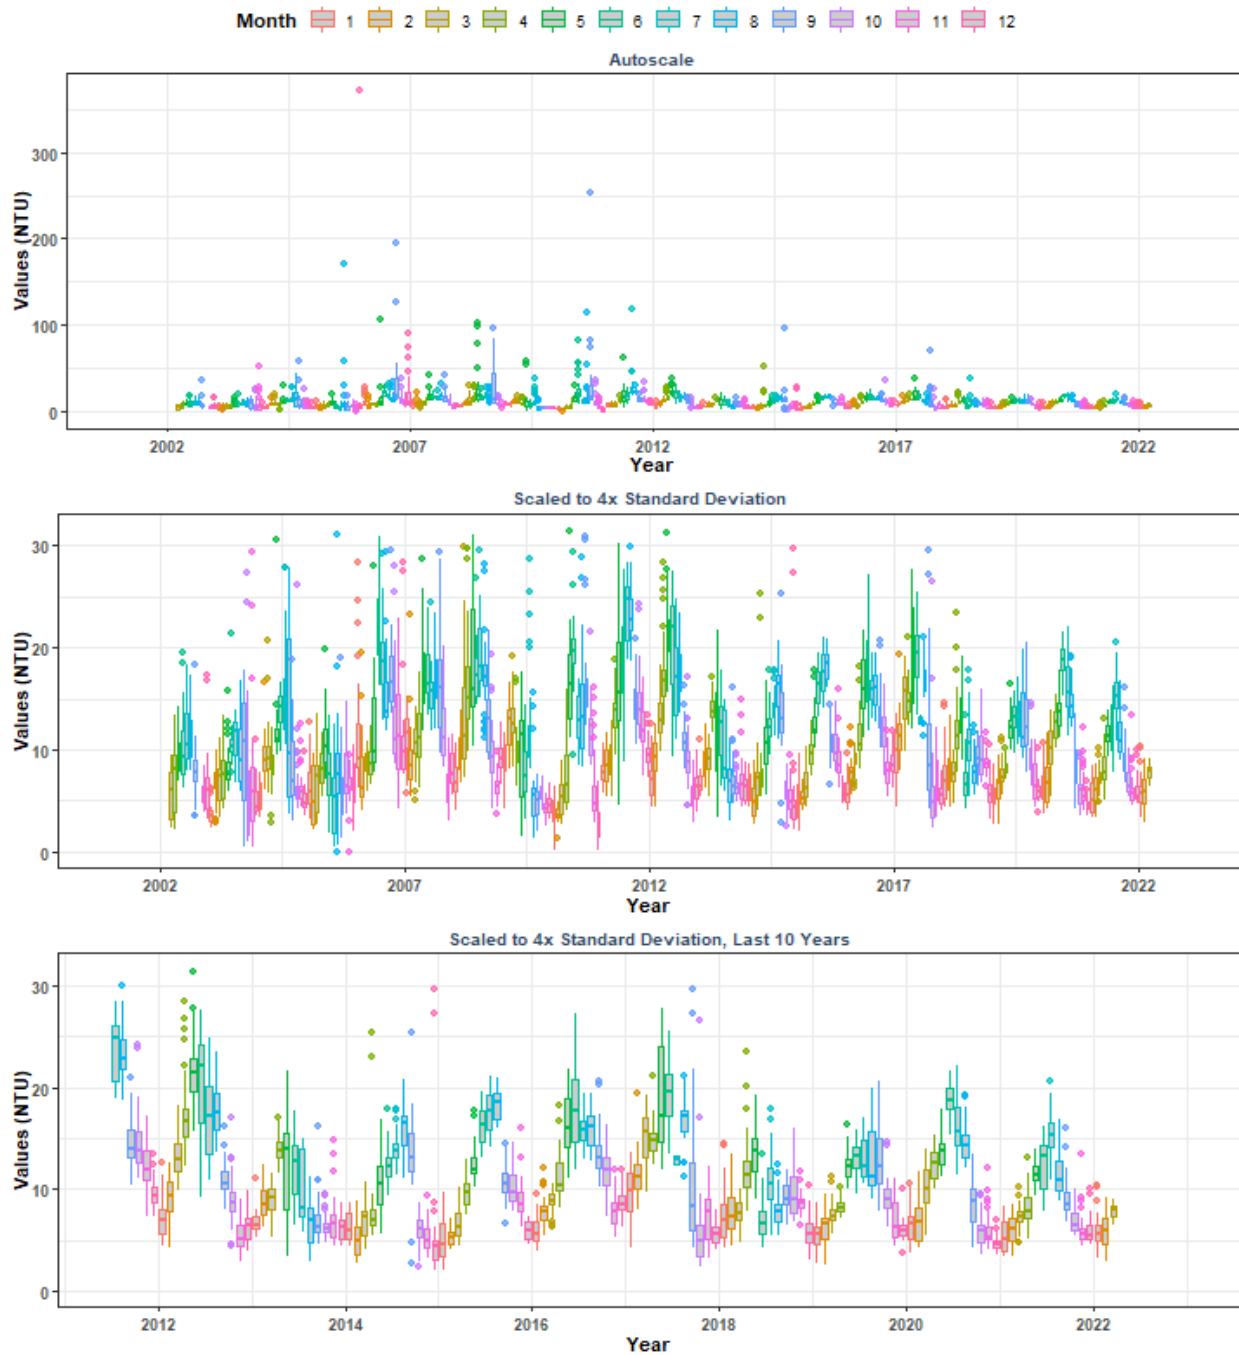 Month 1 2 3 4 5 6 7 8 9 10 11 12
Autoscale
Values (NTU)
300
200
100
0
2002 2007 2012 2017 2022
Year
Scaled to 4x Standard Deviation
Values (NTU)
30
20
10
0
2002 2007 2012 2017 2022
Year
Scaled to 4x Standard Deviation, Last 10 Years
Values (NTU)
30
20
10
0
2012 2014 2016 2018 2020 2022
Year